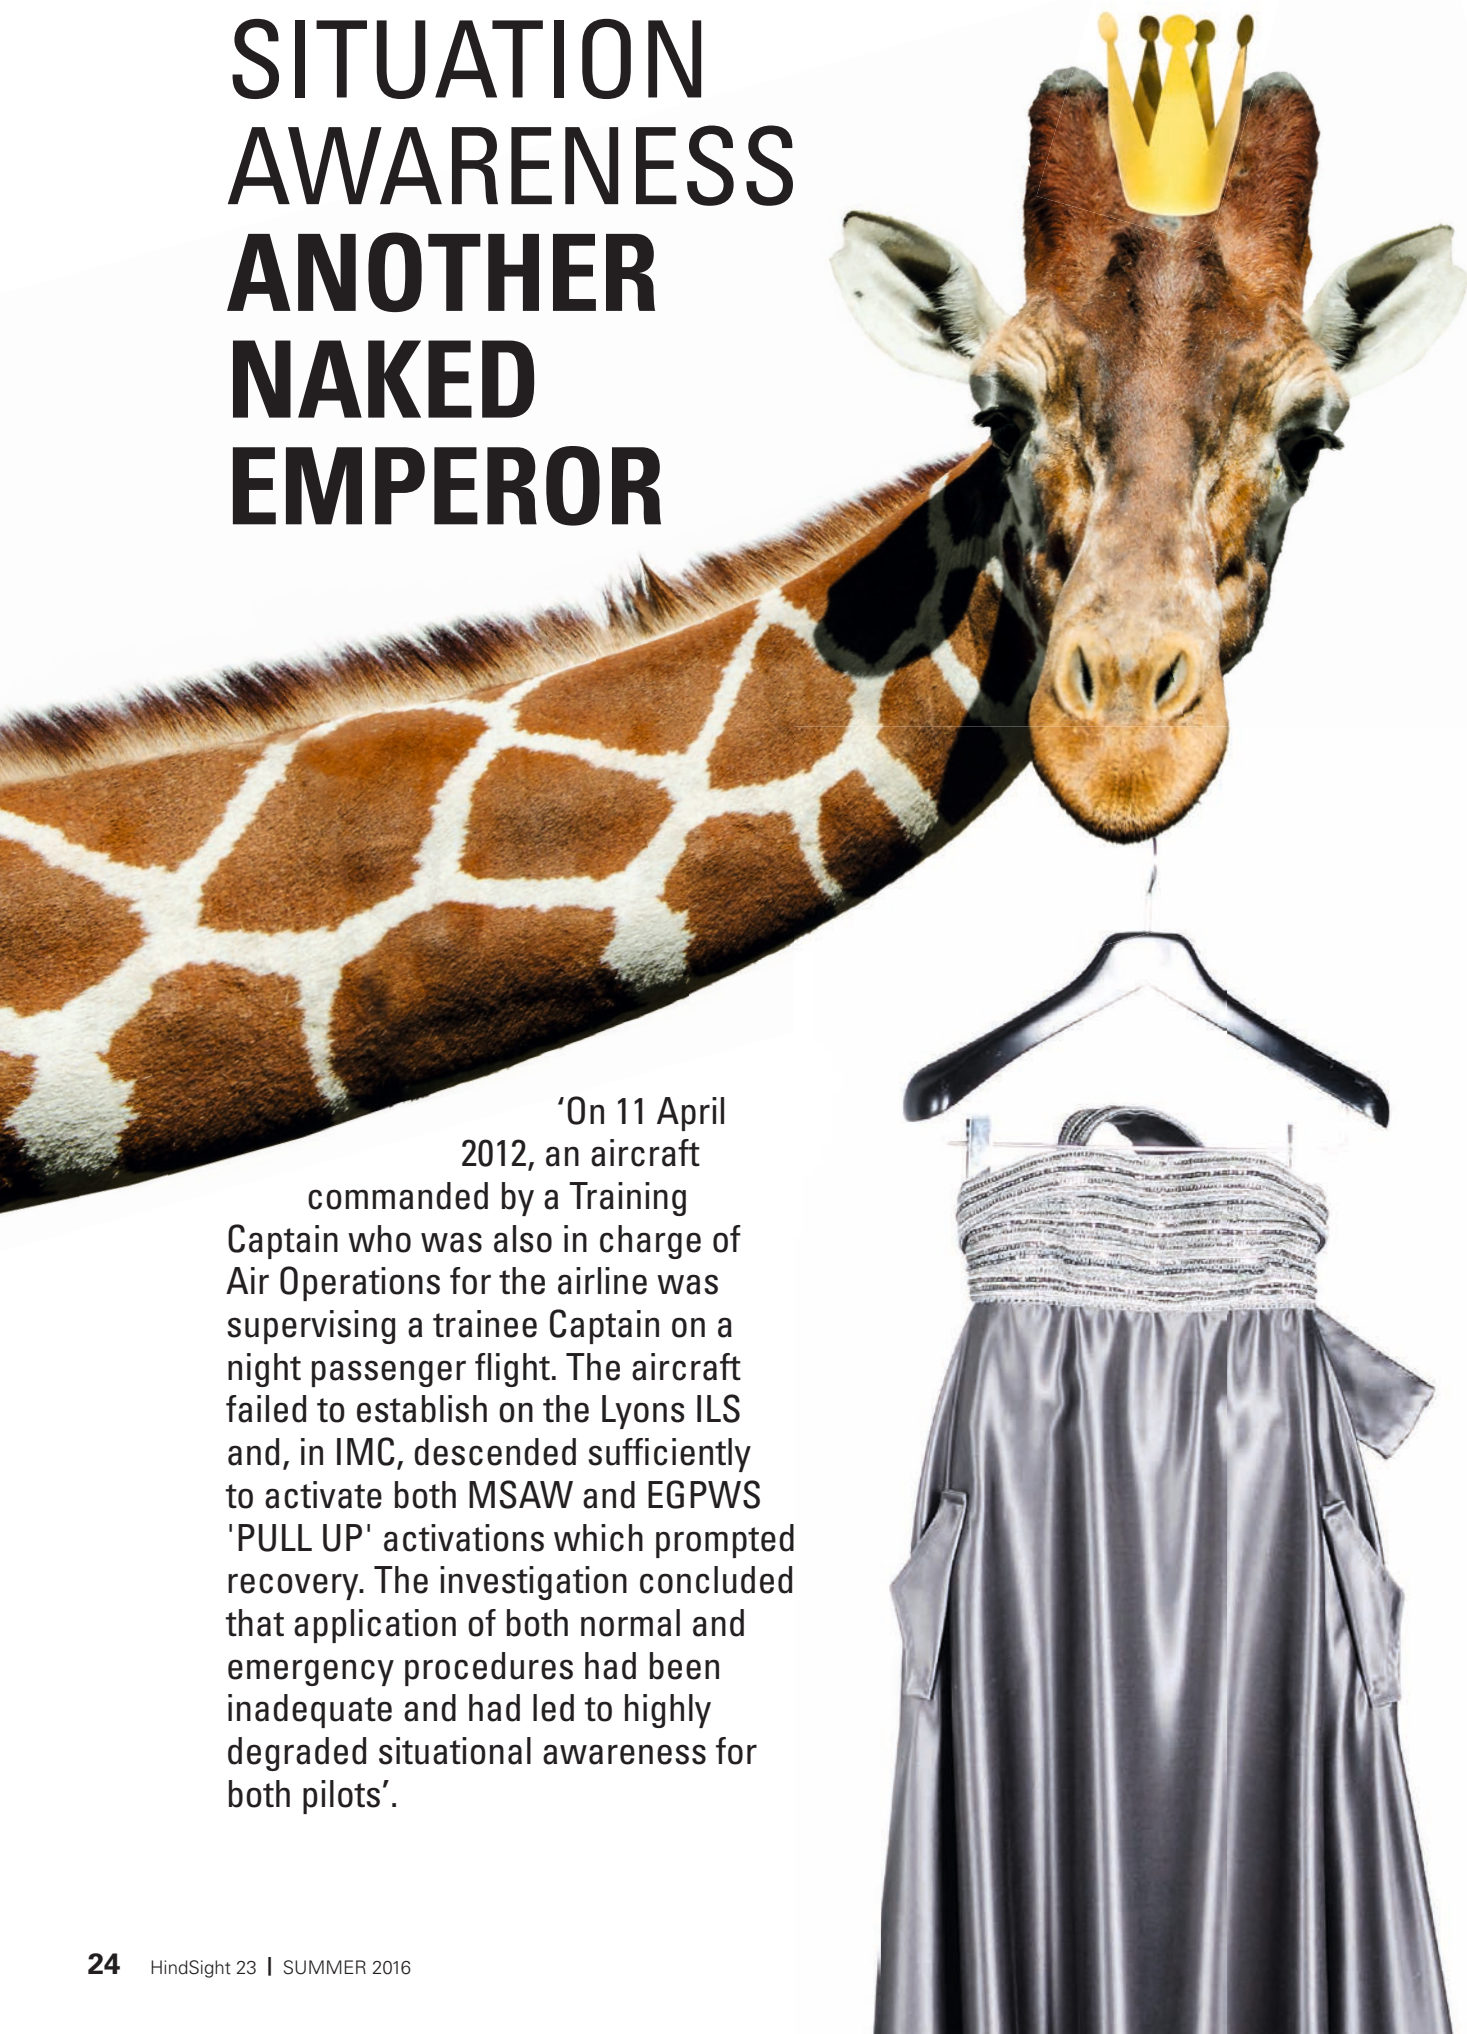 SITUATION
AWARENESS
ANOTHER
NAKED
EMPEROR
‘On 11 April
2012, an aircraft
commanded by a Training
Captain who was also in charge of
Air Operations for the airline was
supervising a trainee Captain on a
night passenger flight. The aircraft
failed to establish on the Lyons ILS
and, in IMC, descended sufficiently
to activate both MSAW and EGPWS
'PULL UP' activations which prompted
recovery. The investigation concluded
that application of both normal and
emergency procedures had been
inadequate and had led to highly
degraded situational awareness for
both pilots’.
24 HindSight 23 | SUMMER 2016